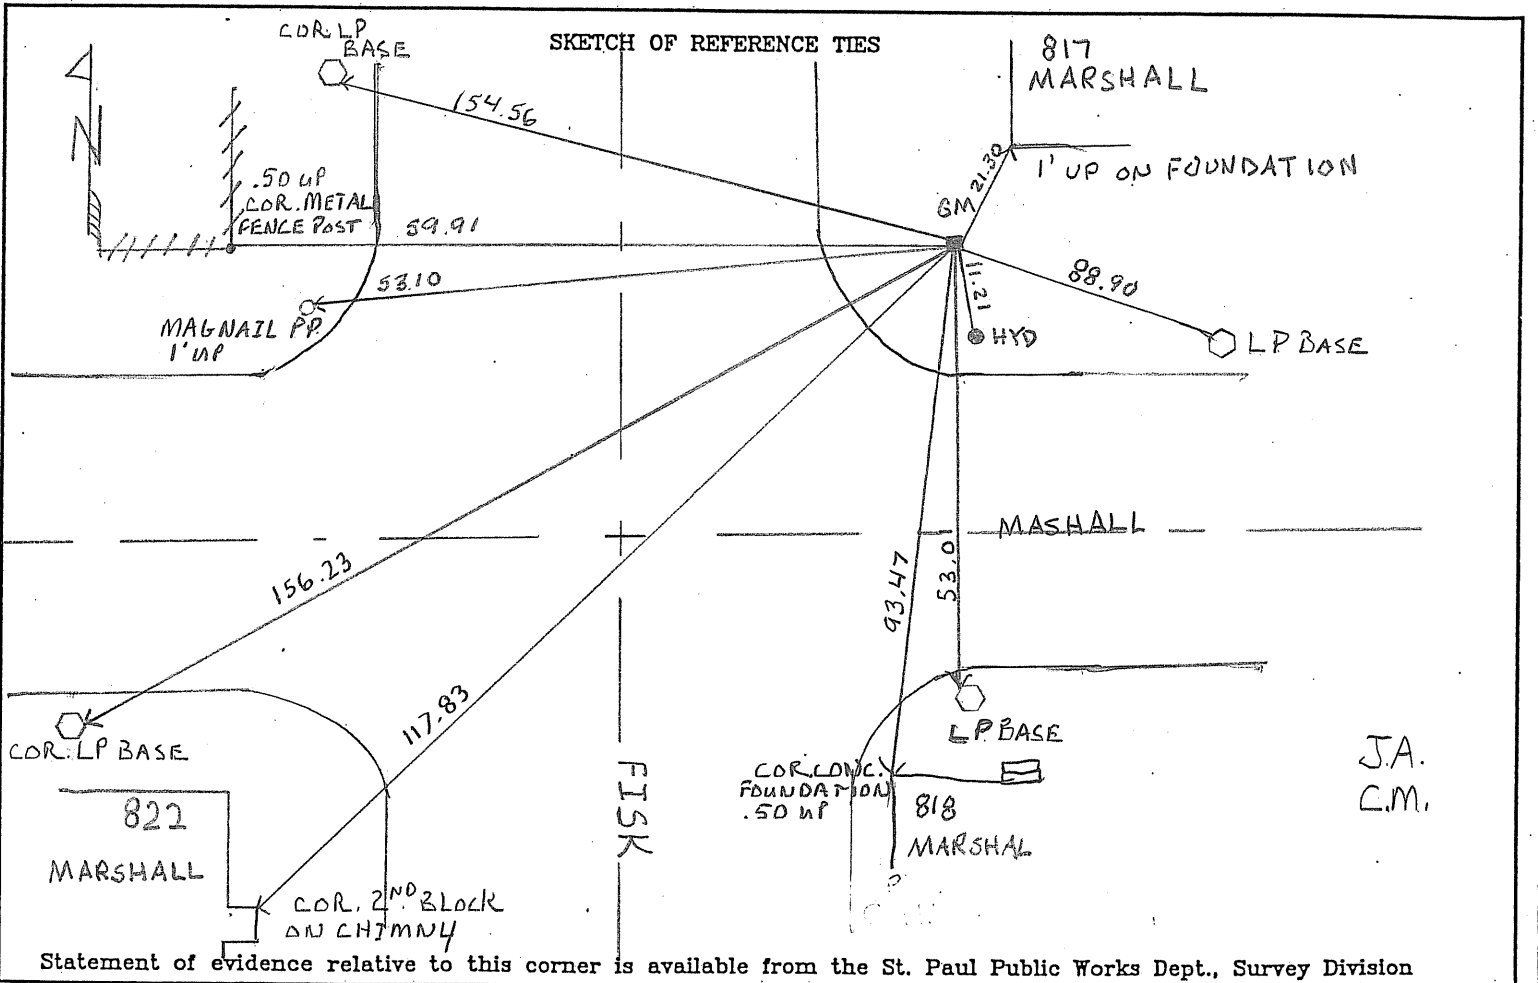 SKETCH OF REFERENCE TIES
COR. LP
BASE
817
MARSHALL
154.56
1' UP ON FOUNDATION
21.30
GM
N
.50 UP
COR. METAL
FENCE POST
59.91
53.10
MAGNAIL PP.
1' UP
11.21
HYD
88.90
LP BASE
MASHALL
156.23
93.47
53.01
117.83
COR. LP BASE
LP BASE
822
MARSHALL
FISK
COR. CONC.
FOUNDATION
.50 UP
818
MARSHAL
J.A.
C.M.
COR. 2ND BLOCK
ON CHIMNY
Statement of evidence relative to this corner is available from the St. Paul Public Works Dept., Survey Division